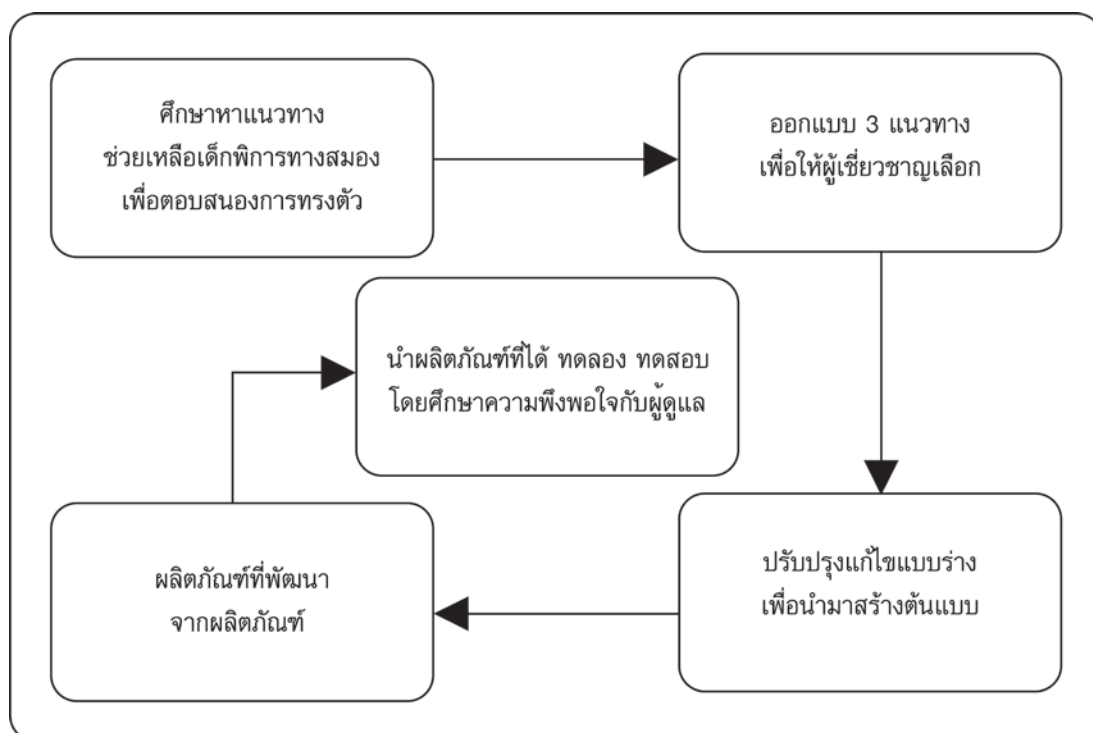 ศึกษาหาแนวทาง
ช่วยเหลือเด็กพิการทางสมอง
เพื่อตอบสนองการทรงตัว
ออกแบบ 3 แนวทาง
เพื่อให้ผู้เชี่ยวชาญเลือก
นำผลิตภัณฑ์ที่ได้ ทดลอง ทดสอบ
โดยศึกษาความพึงพอใจกับผู้ดูแล
ผลิตภัณฑ์ที่พัฒนา
จากผลิตภัณฑ์
ปรับปรุงแก้ไขแบบร่าง
เพื่อนำมาสร้างต้นแบบ